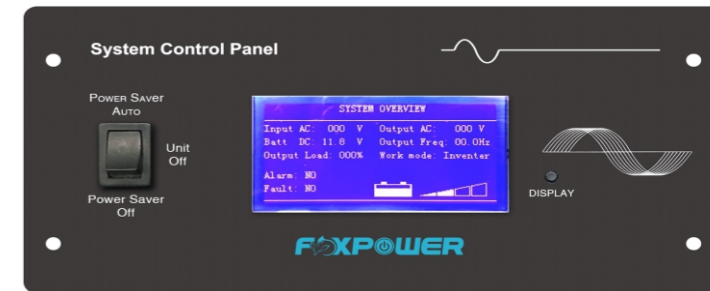 System Control Panel
POWER SAVER
AUTO
Unit
Off
Power Saver
Off
SYSTEM OVERVIEW
Input AC: 000 V Output AC: 000 V
Batt DC: 11.8 V Output Freq: 00.0Hz
Output Load: 000% Work mode: Inventer
Alarm: NO
Fault: NO
DISPLAY
FOXPOWER